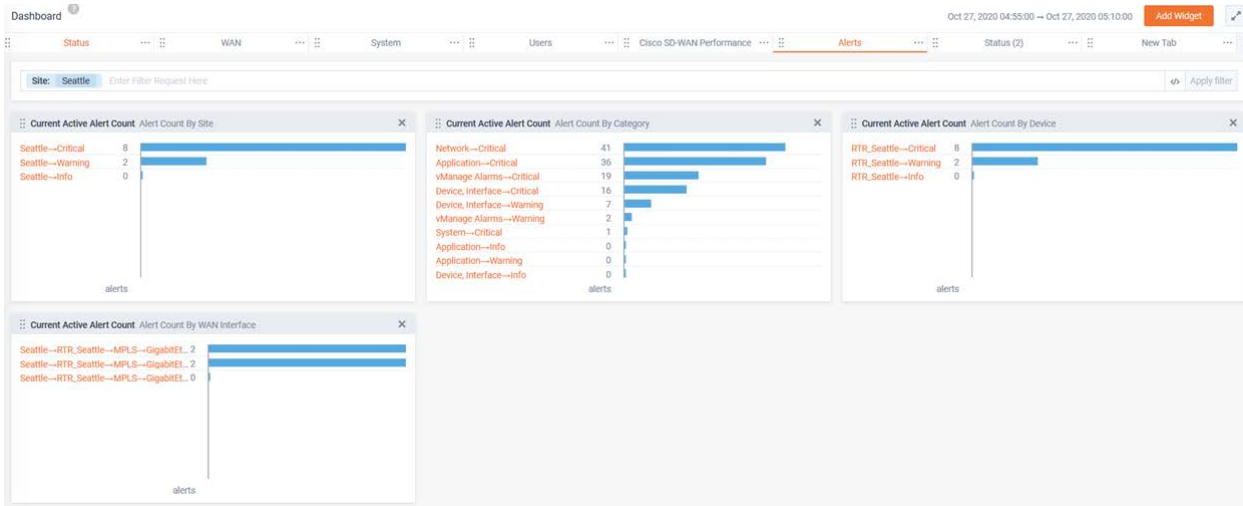 Dashboard ?
Oct 27, 2020 04:55:00 → Oct 27, 2020 05:10:00 Add Widget
Status ... WAN ... System ... Users ... Cisco SD-WAN Performance ... Alerts ... Status (2) ... New Tab ...
Site: Seattle Enter Filter Request Here </> Apply filter
Current Active Alert Count Alert Count By Site
Seattle→Critical 8
Seattle→Warning 2
Seattle→Info 0
alerts
Current Active Alert Count Alert Count By Category
Network→Critical 41
Application→Critical 36
vManage Alarms→Critical 19
Device, Interface→Critical 16
Device, Interface→Warning 7
vManage Alarms→Warning 2
System→Critical 1
Application→Info 0
Application→Warning 0
Device, Interface→Info 0
alerts
Current Active Alert Count Alert Count By Device
RTR_Seattle→Critical 8
RTR_Seattle→Warning 2
RTR_Seattle→Info 0
alerts
Current Active Alert Count Alert Count By WAN Interface
Seattle→RTR_Seattle→MPLS→GigabitEt... 2
Seattle→RTR_Seattle→MPLS→GigabitEt... 2
Seattle→RTR_Seattle→MPLS→GigabitEt... 0
alerts